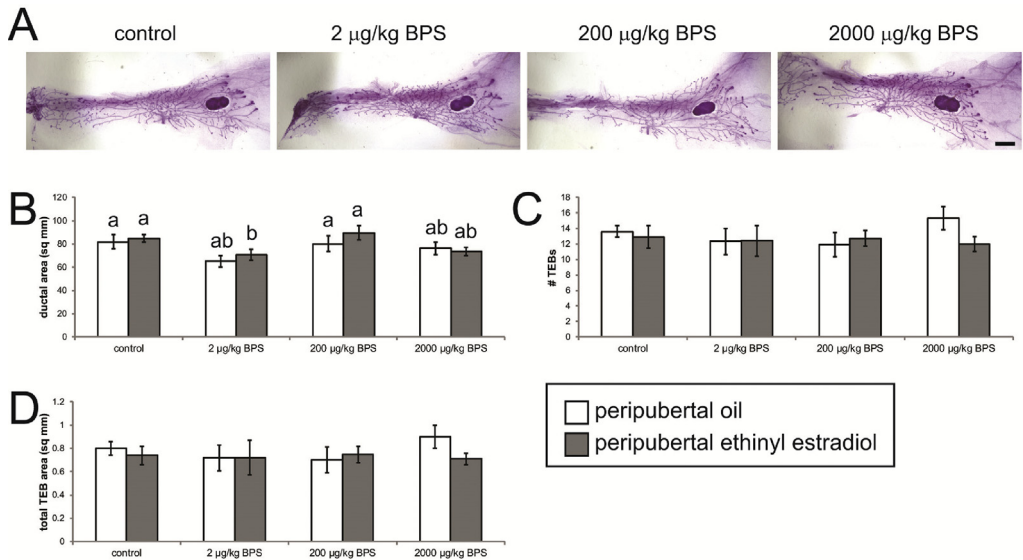 A
control
2 μg/kg BPS
200 μg/kg BPS
2000 μg/kg BPS
B
ductal area (sq mm)
120
100
80
60
40
20
0
a a
ab b
a a
ab ab
control
2 μg/kg BPS
200 μg/kg BPS
2000 μg/kg BPS
C
# TEBs
18
16
14
12
10
8
6
4
2
0
control
2 μg/kg BPS
200 μg/kg BPS
2000 μg/kg BPS
D
total TEB area (sq mm)
1.2
1
0.8
0.6
0.4
0.2
0
control
2 μg/kg BPS
200 μg/kg BPS
2000 μg/kg BPS
peripubertal oil
peripubertal ethinyl estradiol